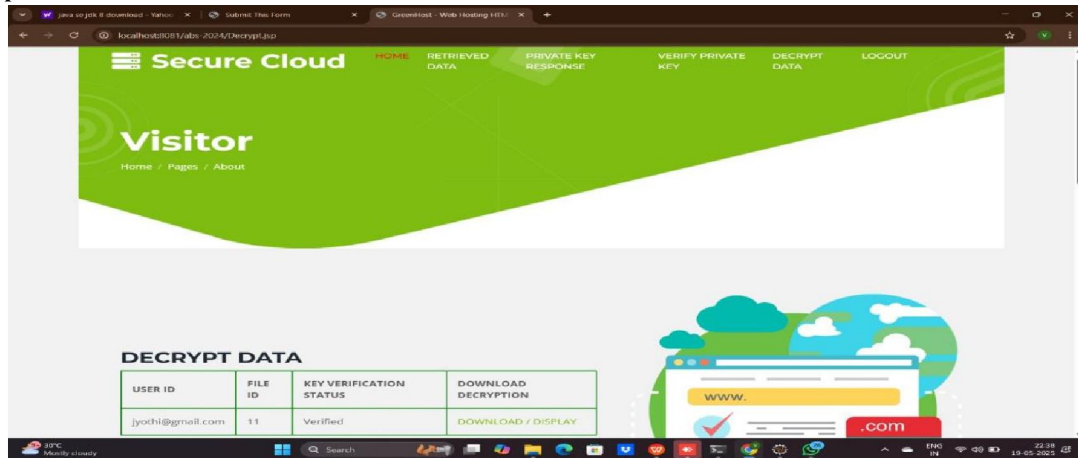 java so jdk 8 download - Yahoo
Submit This Form
GreenHost - Web Hosting HTML
localhost:8081/abs-2024/Decrypt.jsp
Secure Cloud
HOME
RETRIEVED DATA
PRIVATE KEY RESPONSE
VERIFY PRIVATE KEY
DECRYPT DATA
LOGOUT
Visitor
Home / Pages / About
DECRYPT DATA
USER ID
FILE ID
KEY VERIFICATION STATUS
DOWNLOAD DECRYPTION
jyothi@gmail.com
11
Verified
DOWNLOAD / DISPLAY
www.
.com
30°C
Mostly cloudy
Search
ENG
IN
22:38
19-05-2025